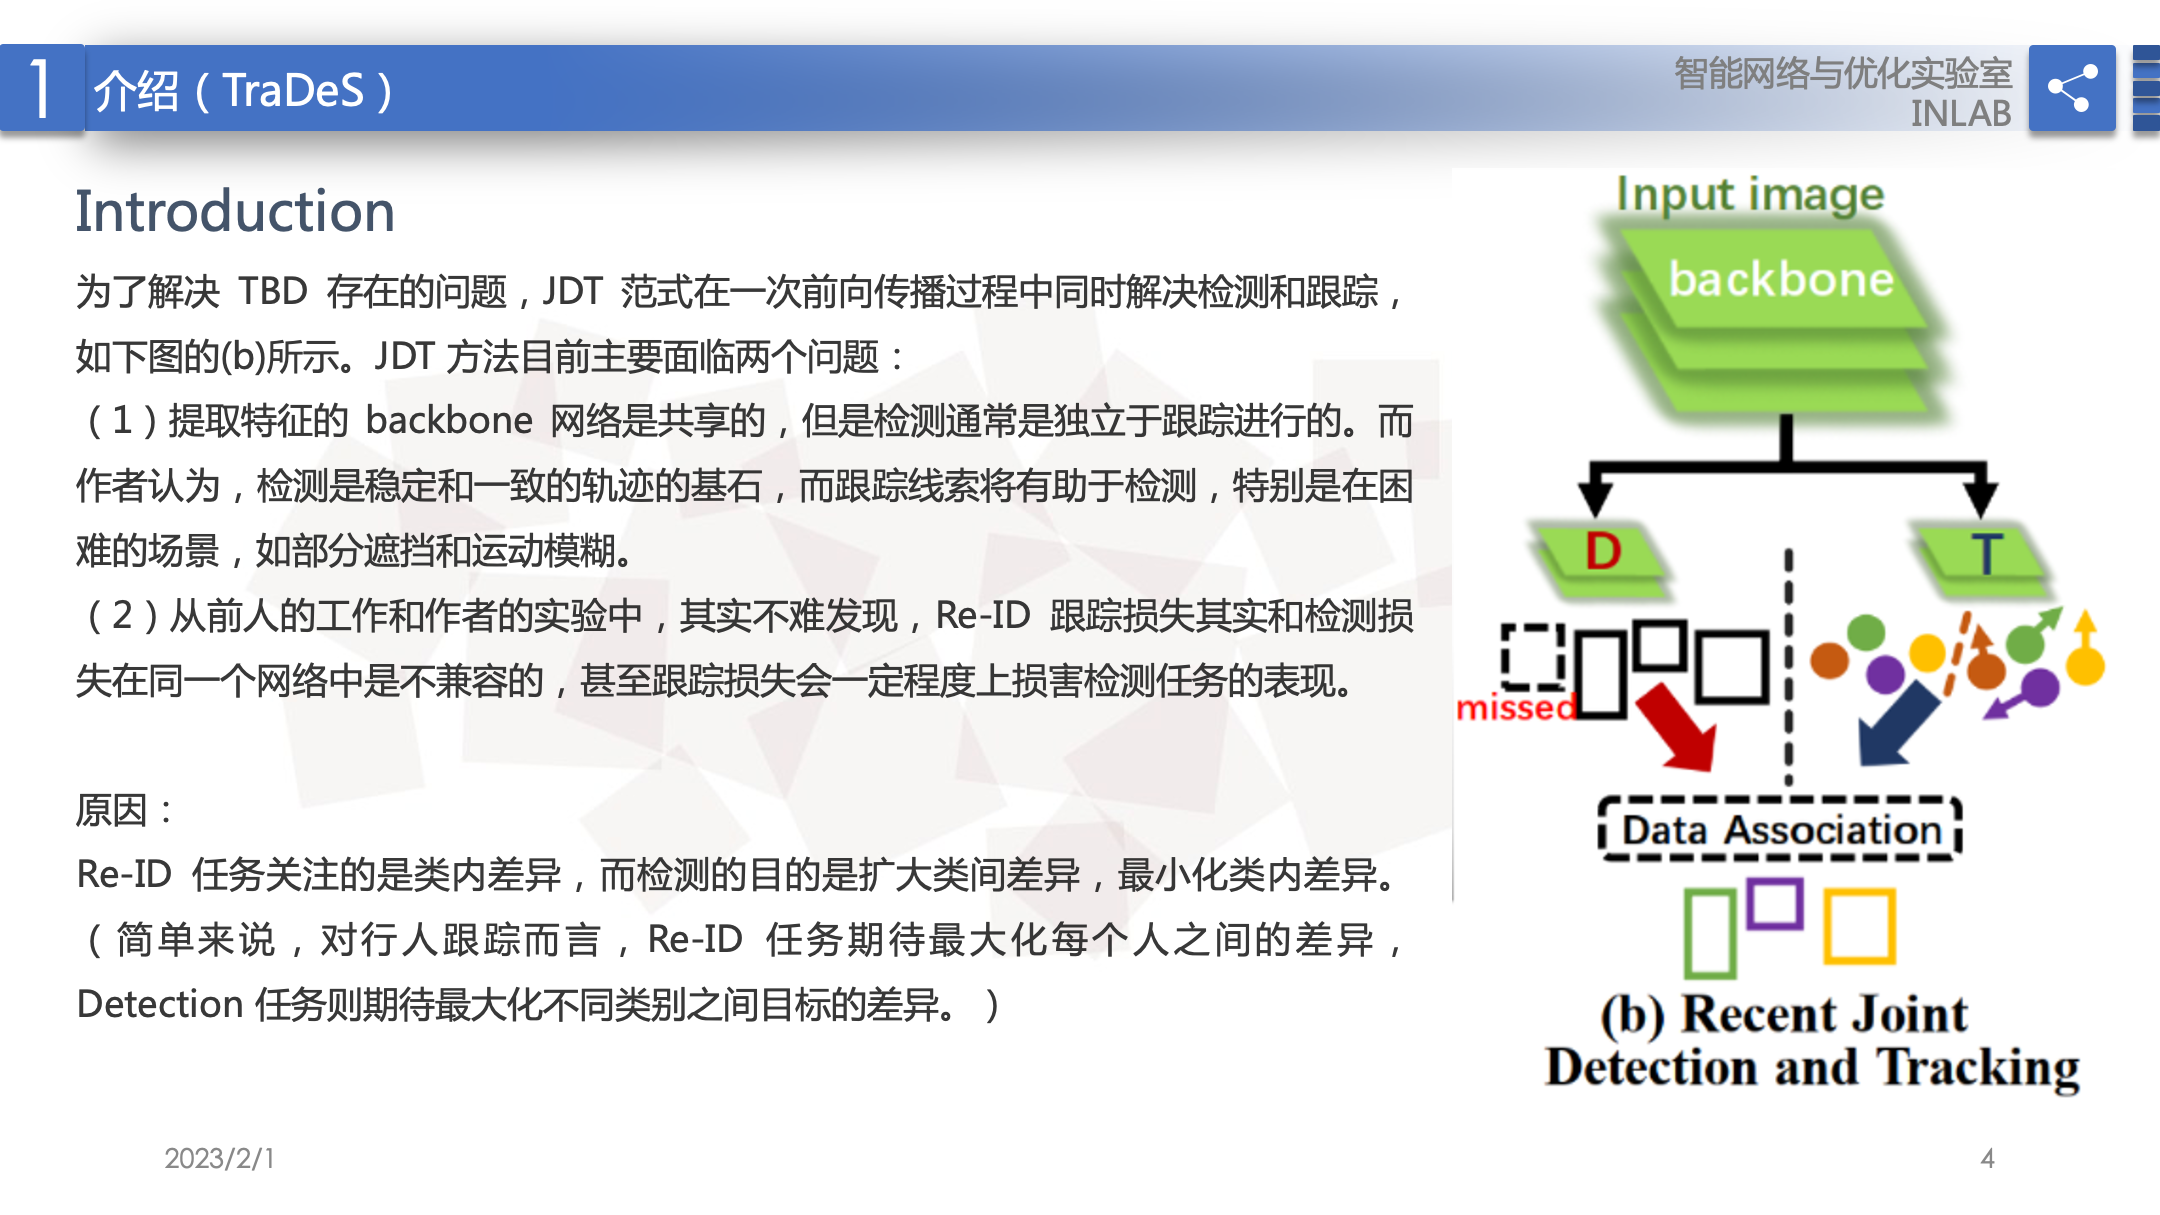 1
介绍（TraDeS）
智能网络与优化实验室
INLAB
Introduction
为了解决 TBD 存在的问题，JDT 范式在一次前向传播过程中同时解决检测和跟踪，
如下图的(b)所示。JDT 方法目前主要面临两个问题：
（1）提取特征的 backbone 网络是共享的，但是检测通常是独立于跟踪进行的。而
作者认为，检测是稳定和一致的轨迹的基石，而跟踪线索将有助于检测，特别是在困
难的场景，如部分遮挡和运动模糊。
（2）从前人的工作和作者的实验中，其实不难发现，Re-ID 跟踪损失其实和检测损
失在同一个网络中是不兼容的，甚至跟踪损失会一定程度上损害检测任务的表现。
原因：
Re-ID 任务关注的是类内差异，而检测的目的是扩大类间差异，最小化类内差异。
（简单来说，对行人跟踪而言，Re-ID 任务期待最大化每个人之间的差异，
Detection 任务则期待最大化不同类别之间目标的差异。）
Input image
backbone
D
T
missed
Data Association
(b) Recent Joint
Detection and Tracking
2023/2/1
4